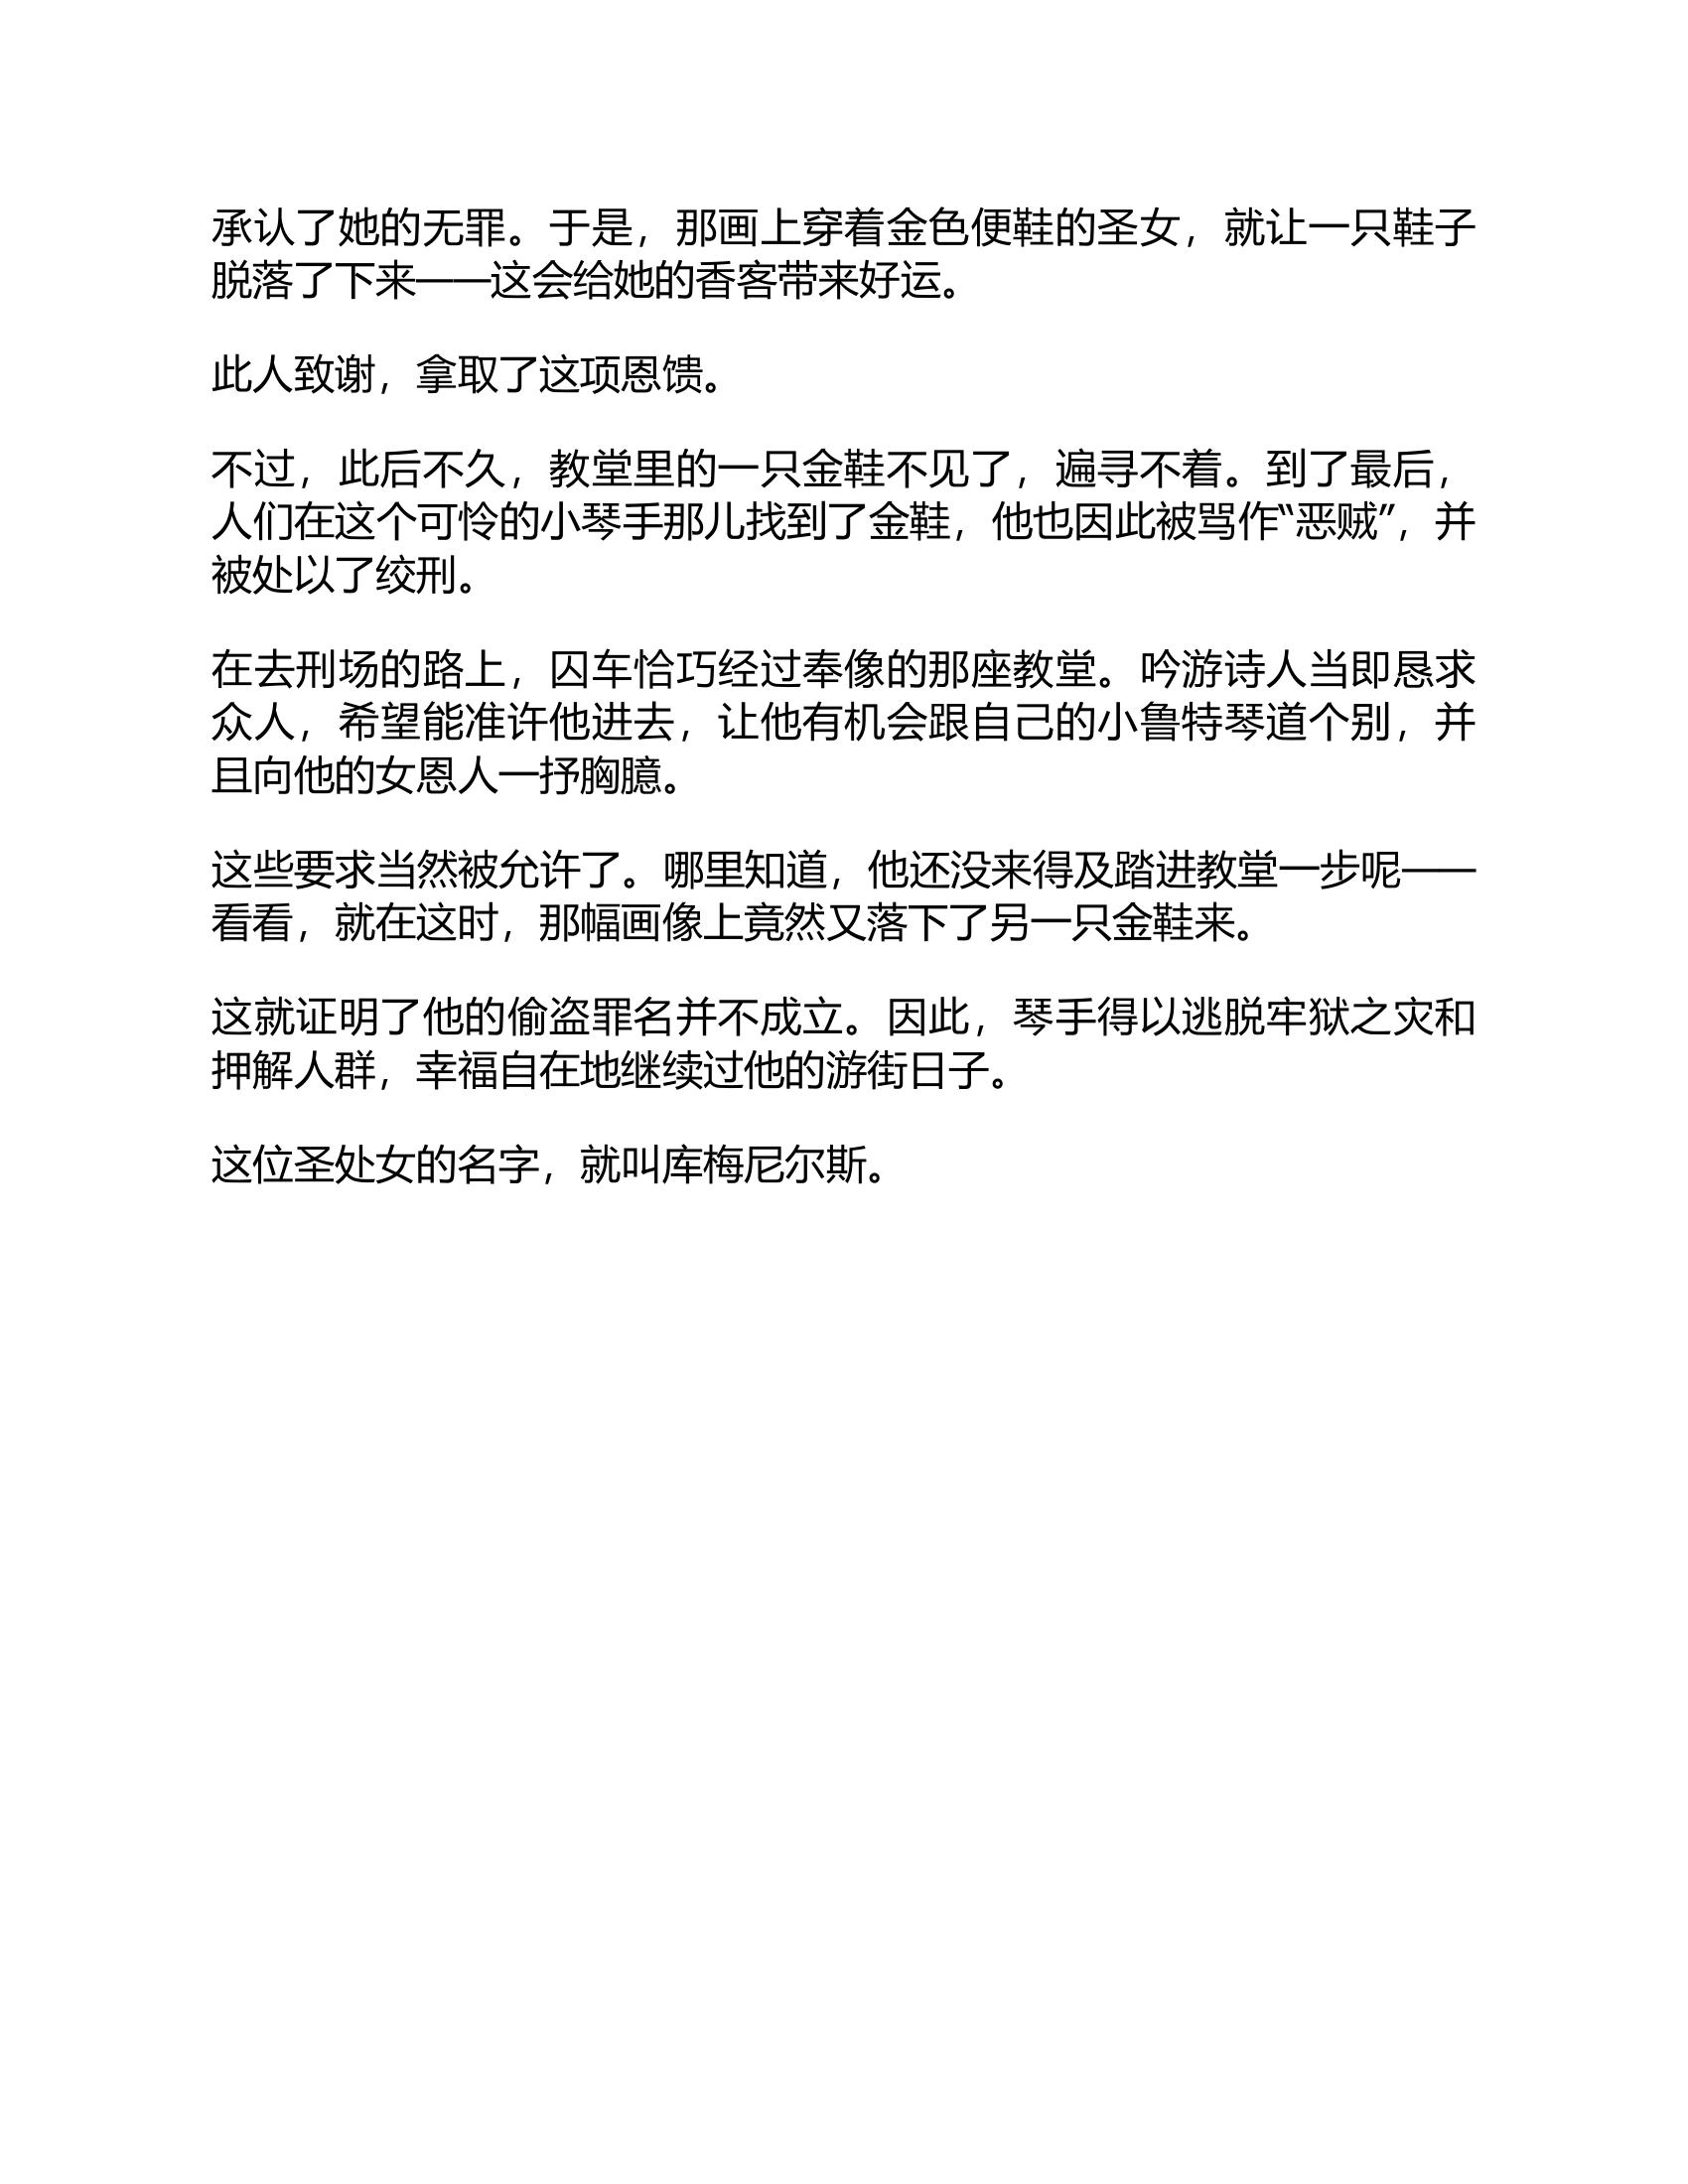 承认了她的无罪。于是，那画上穿着金色便鞋的圣女，就让一只鞋子
脱落了下来——这会给她的香客带来好运。
此人致谢，拿取了这项恩馈。
不过，此后不久，教堂里的一只金鞋不见了，遍寻不着。到了最后，
人们在这个可怜的小琴手那儿找到了金鞋，他也因此被骂作“恶贼”，并
被处以了绞刑。
在去刑场的路上，囚车恰巧经过奉像的那座教堂。吟游诗人当即恳求
众人，希望能准许他进去，让他有机会跟自己的小鲁特琴道个别，并
且向他的女恩人一抒胸臆。
这些要求当然被允许了。哪里知道，他还没来得及踏进教堂一步呢——
看看，就在这时，那幅画像上竟然又落下了另一只金鞋来。
这就证明了他的偷盗罪名并不成立。因此，琴手得以逃脱牢狱之灾和
押解人群，幸福自在地继续过他的游街日子。
这位圣处女的名字，就叫库梅尼尔斯。